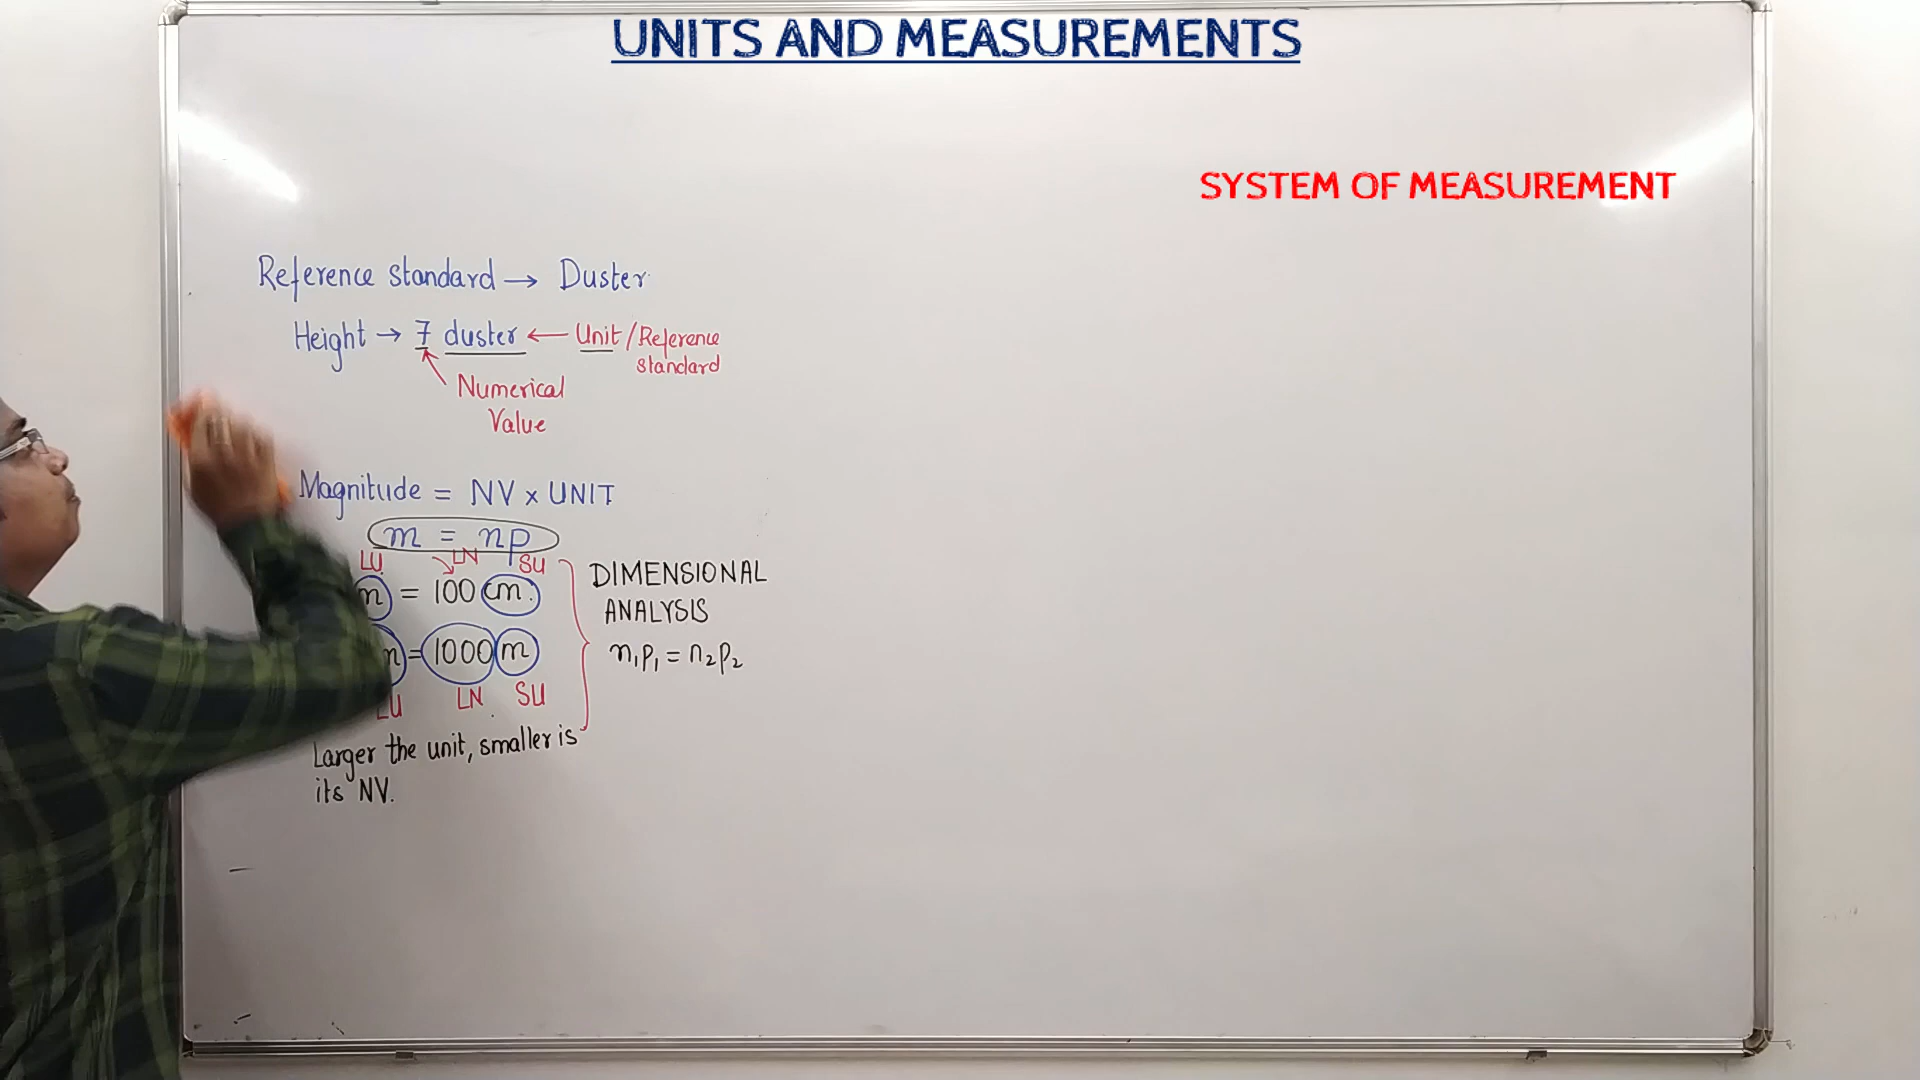 UNITS AND MEASUREMENTS
SYSTEM OF MEASUREMENT
Reference standard → Duster
Height → 7 duster ← Unit / Reference
standard
Numerical
Value
Magnitude = NV × UNIT
m = np
LU LN SU
m = 100 cm
= 1000 m
LU LN SU
DIMENSIONAL
ANALYSIS
n₁p₁ = n₂p₂
Larger the unit, smaller is
its NV.